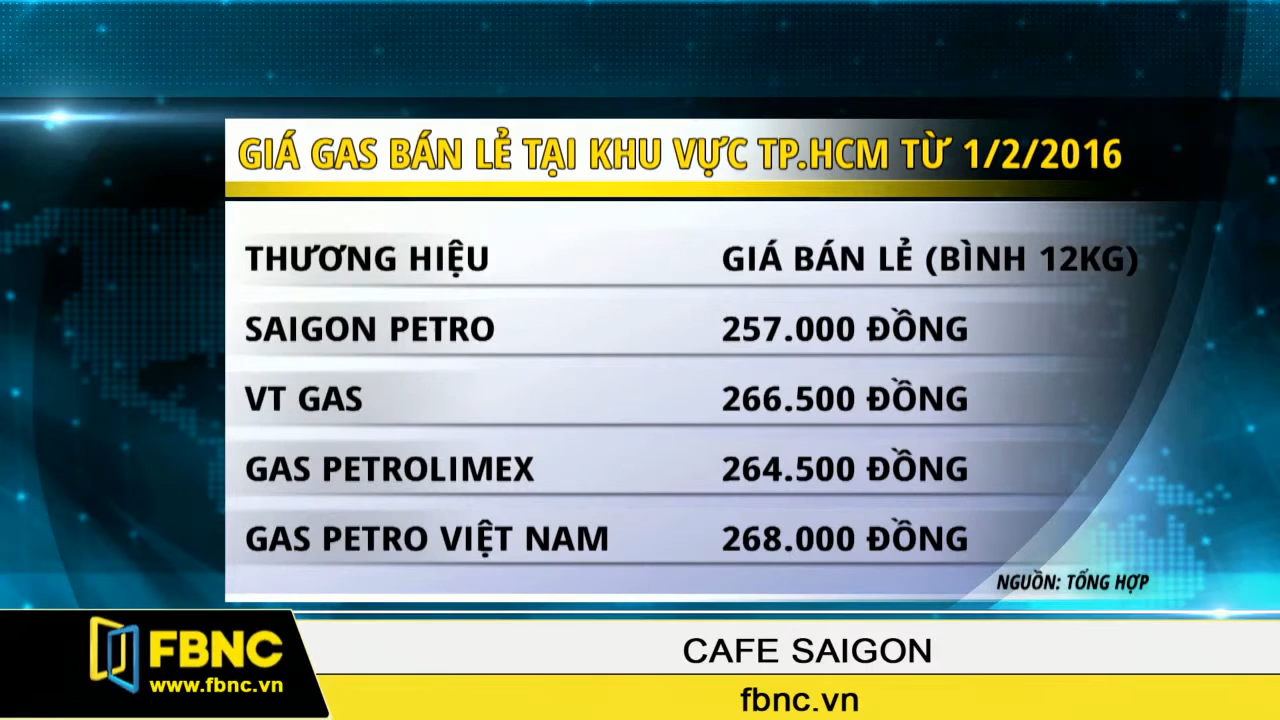 GIÁ GAS BÁN LẺ TẠI KHU VỰC TP.HCM TỪ 1/2/2016
THƯƠNG HIỆU GIÁ BÁN LẺ (BÌNH 12KG)
SAIGON PETRO 257.000 ĐỒNG
VT GAS 266.500 ĐỒNG
GAS PETROLIMEX 264.500 ĐỒNG
GAS PETRO VIỆT NAM 268.000 ĐỒNG
NGUỒN: TỔNG HỢP
FBNC
www.fbnc.vn
CAFE SAIGON
fbnc.vn